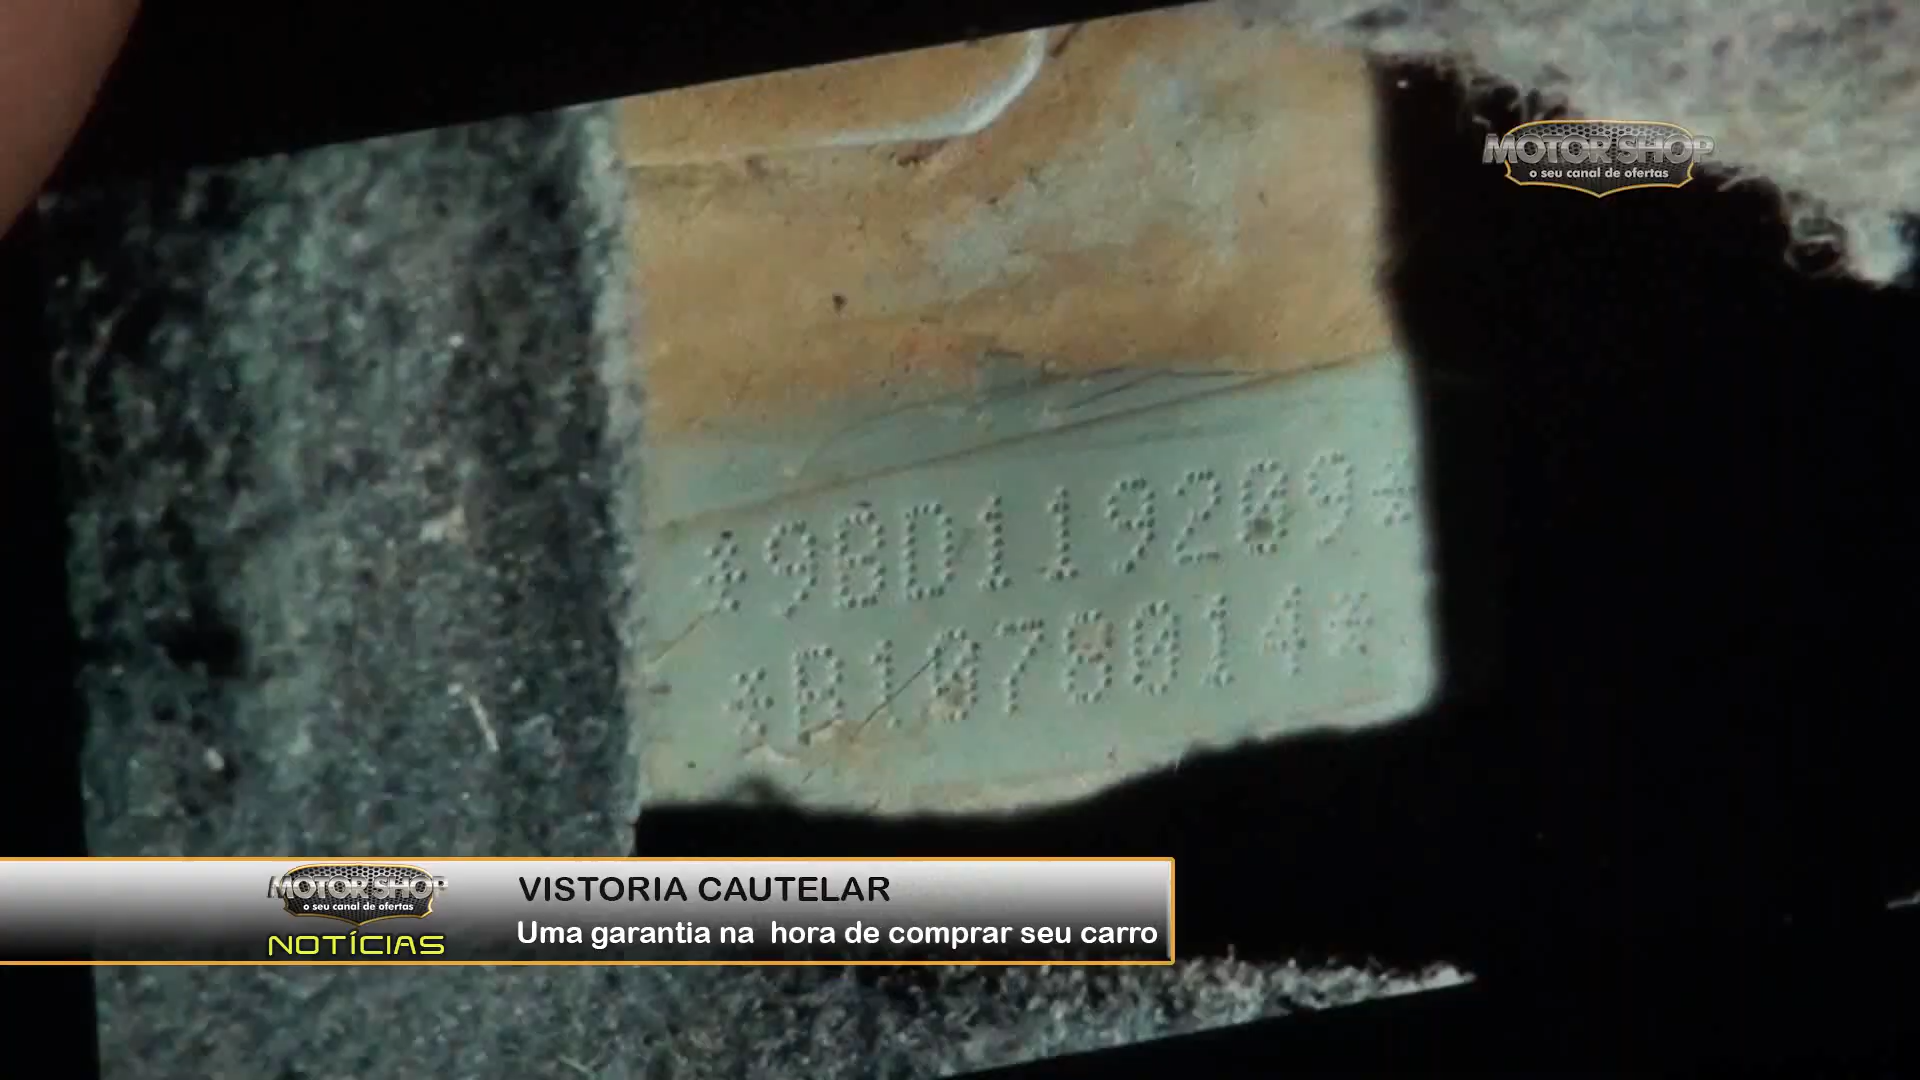 MOTOR SHOP
o seu canal de ofertas
*9BD119209*
*B1078014*
MOTOR SHOP
o seu canal de ofertas
NOTÍCIAS
VISTORIA CAUTELAR
Uma garantia na hora de comprar seu carro